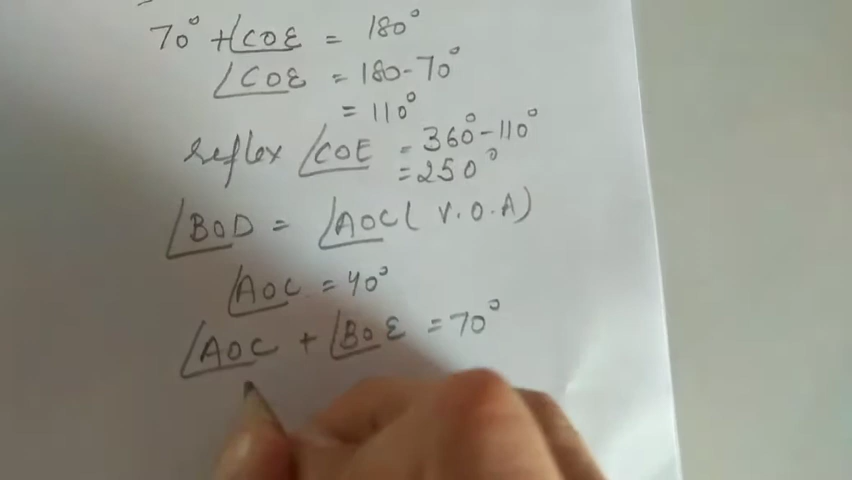 70° + ∠COE = 180°
∠COE = 180-70°
= 110°
reflex ∠COE = 360°-110°
= 250°
∠BOD = ∠AOC ( V.O.A)
∠AOC = 40°
∠AOC + ∠BOE = 70°